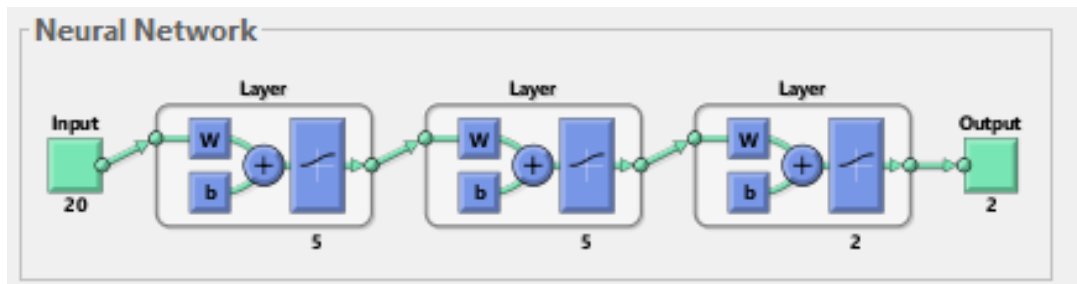 Neural Network
Layer Layer Layer
Input Output
W W W
+ + +
b b b
20 2
5 5 2